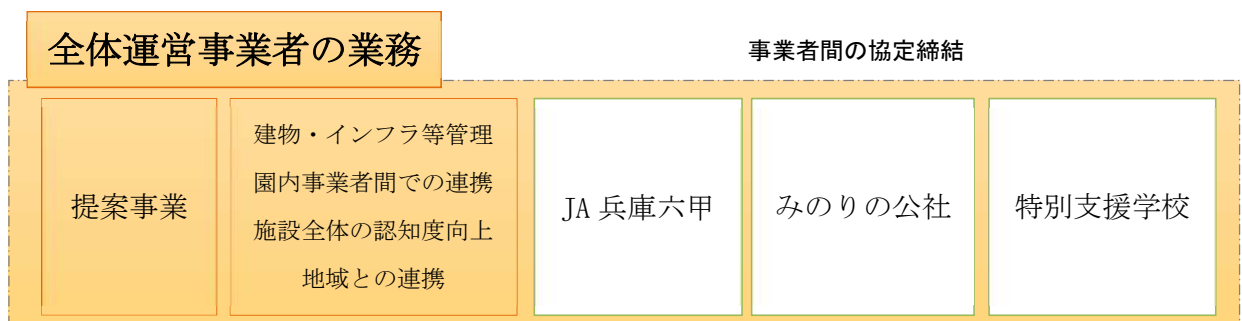 全体運営事業者の業務
事業者間の協定締結
提案事業
建物・インフラ等管理
園内事業者間での連携
施設全体の認知度向上
地域との連携
JA 兵庫六甲
みのりの公社
特別支援学校